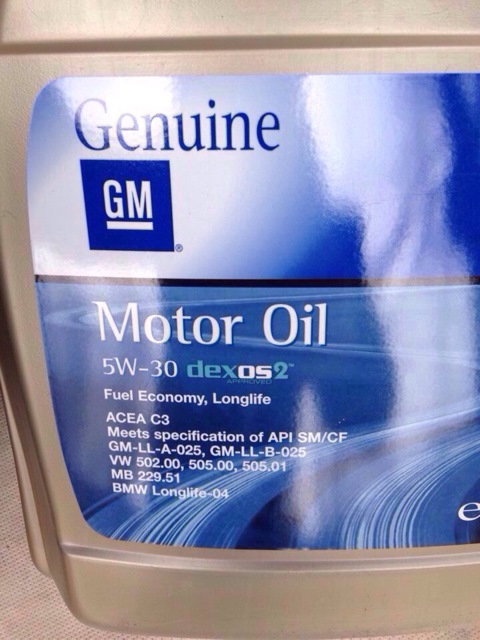 Genuine
GM
®
Motor Oil
5W-30 dexos2™
APPROVED
Fuel Economy, Longlife
ACEA C3
Meets specification of API SM/CF
GM-LL-A-025, GM-LL-B-025
VW 502.00, 505.00, 505.01
MB 229.51
BMW Longlife-04
e